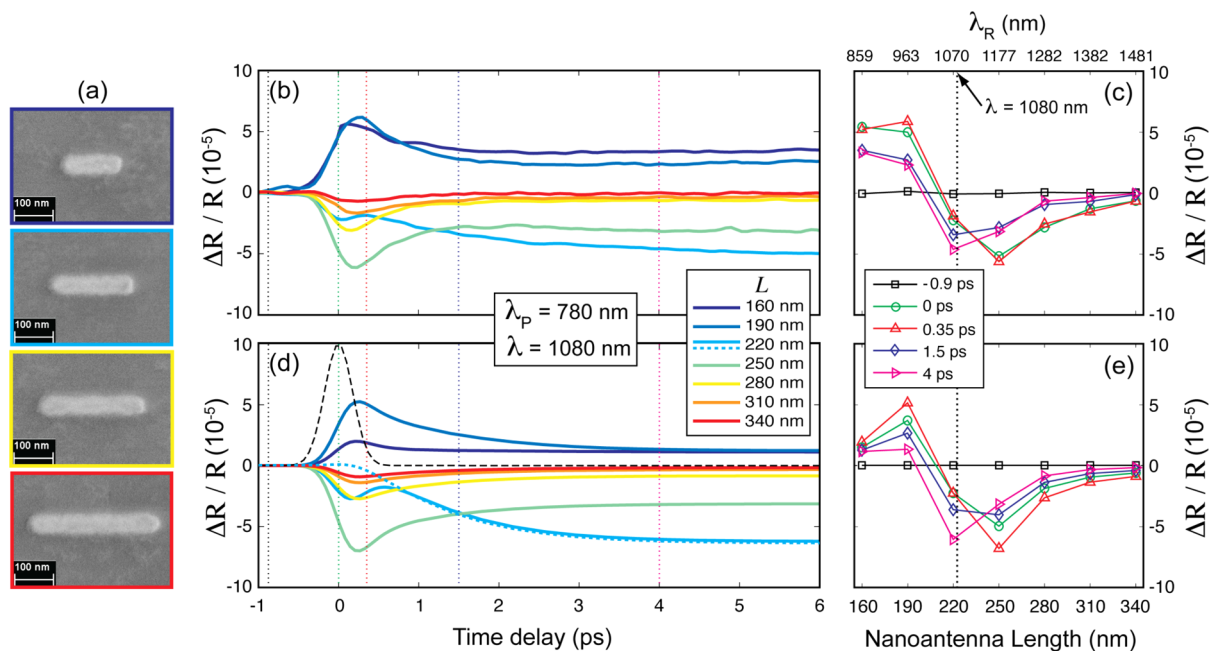 (a)
100 nm
100 nm
100 nm
100 nm
(b)
ΔR / R (10⁻⁵)
10
5
0
-5
-10
λ_P = 780 nm
λ = 1080 nm
L
160 nm
190 nm
220 nm
250 nm
280 nm
310 nm
340 nm
(d)
ΔR / R (10⁻⁵)
10
5
0
-5
-10
-1 0 1 2 3 4 5 6
Time delay (ps)
λ_R (nm)
859 963 1070 1177 1282 1382 1481
(c)
λ = 1080 nm
10
5
0
-5
-10
ΔR / R (10⁻⁵)
-0.9 ps
0 ps
0.35 ps
1.5 ps
4 ps
(e)
10
5
0
-5
-10
ΔR / R (10⁻⁵)
160 190 220 250 280 310 340
Nanoantenna Length (nm)